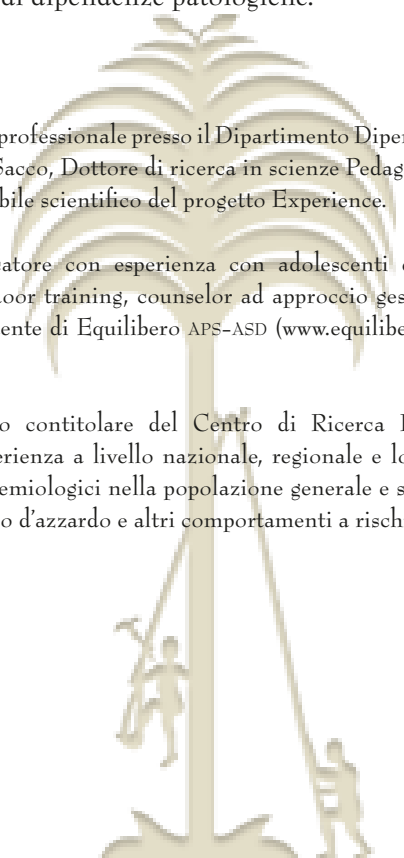 di dipendenze patologiche.
professionale presso il Dipartimento Dipen
Sacco, Dottore di ricerca in scienze Pedag
bile scientifico del progetto Experience.
atore con esperienza con adolescenti
door training, counselor ad approccio ges
ente di Equilibero APS-ASD (www.equilibe
o contitolare del Centro di Ricerca
erienza a livello nazionale, regionale e lo
emiologici nella popolazione generale e s
o d'azzardo e altri comportamenti a risch